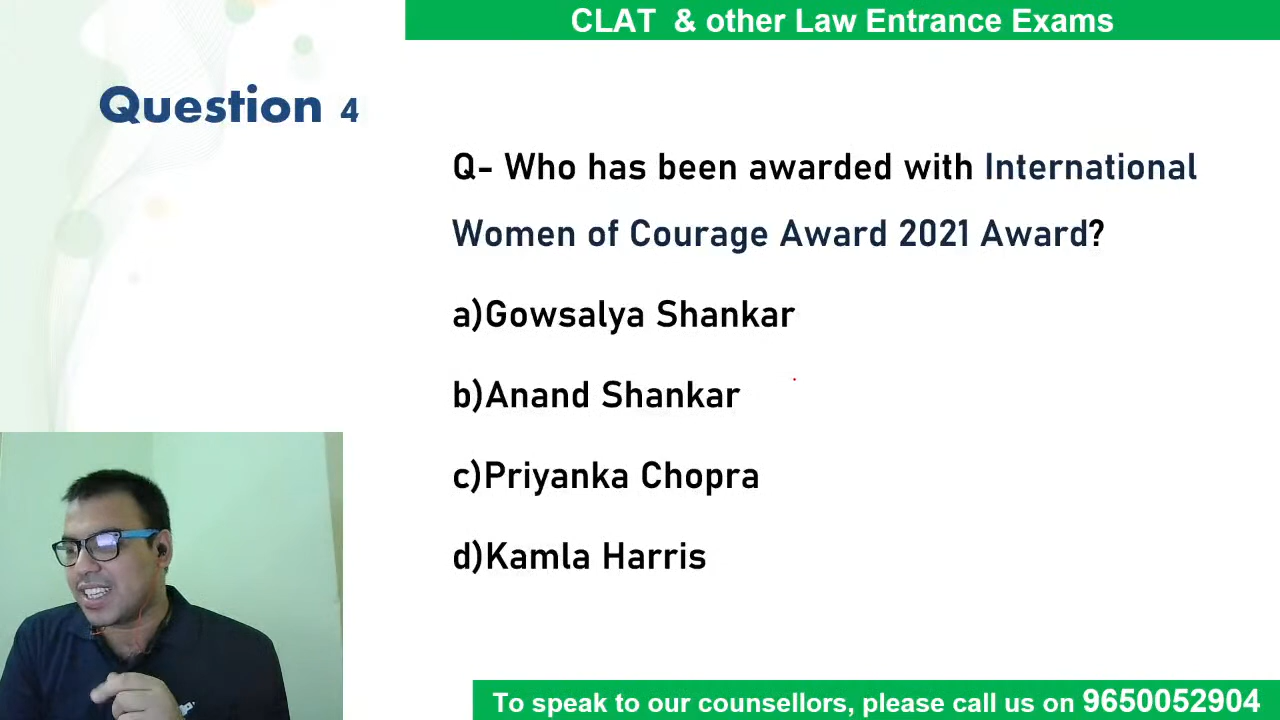 CLAT & other Law Entrance Exams
Question 4
Q- Who has been awarded with International
Women of Courage Award 2021 Award?
a)Gowsalya Shankar
b)Anand Shankar
c)Priyanka Chopra
d)Kamla Harris
To speak to our counsellors, please call us on 9650052904